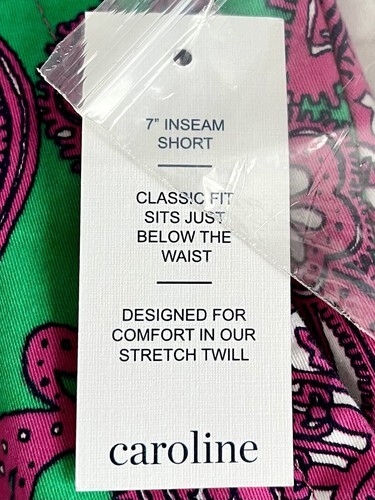 7" INSEAM
SHORT
CLASSIC FIT
SITS JUST
BELOW THE
WAIST
DESIGNED FOR
COMFORT IN OUR
STRETCH TWILL
caroline